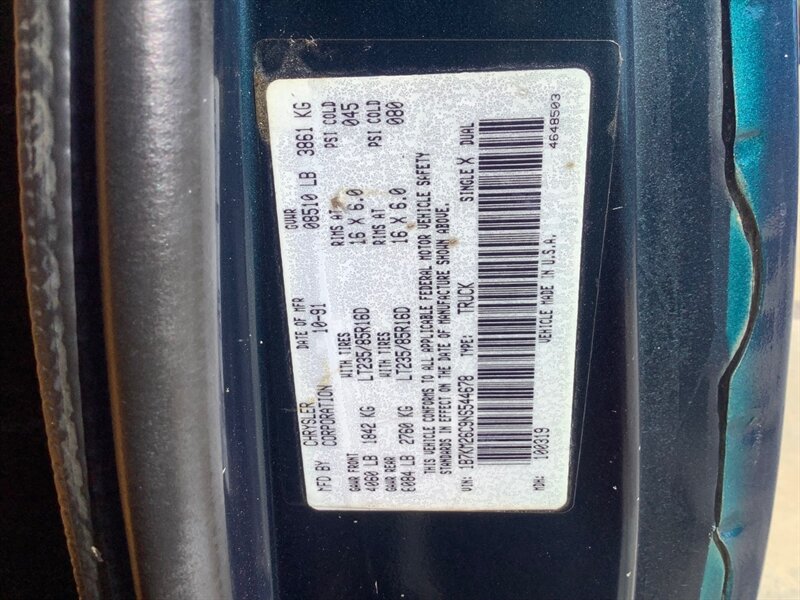 MFD BY CHRYSLER CORPORATION DATE OF MFR 10-91 GVWR 08510 LB 3861 KG
GAWR FRONT WITH TIRES RIMS AT PSI COLD
4060 LB 1842 KG LT235/85R16D 16 X 6.0 045
GAWR REAR WITH TIRES RIMS AT PSI COLD
E084 LB 2760 KG LT235/85R16D 16 X 6.0 080
THIS VEHICLE CONFORMS TO ALL APPLICABLE FEDERAL MOTOR VEHICLE SAFETY
STANDARDS IN EFFECT ON THE DATE OF MANUFACTURE SHOWN ABOVE.
VIN: 1B7KM26C9NS544678 TYPE: TRUCK SINGLE X DUAL
MDH: 100319 VEHICLE MADE IN U.S.A. 4648503